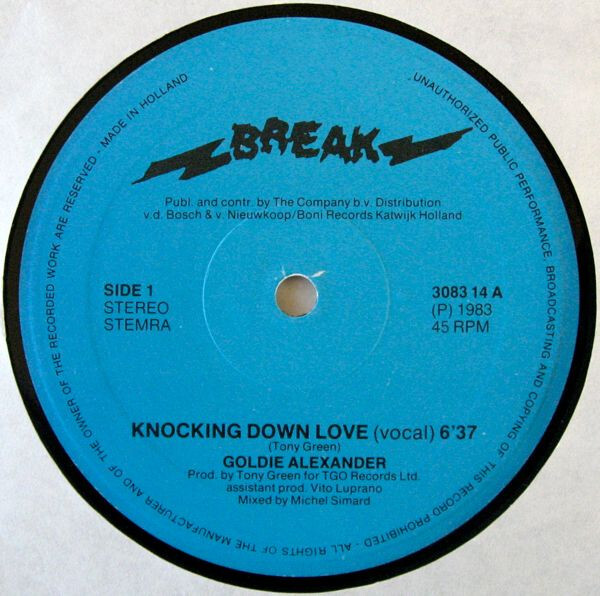 BREAK
Publ. and contr. by The Company b.v. Distribution
v.d. Bosch & v. Nieuwkoop/Boni Records Katwijk Holland
SIDE 1
STEREO
STEMRA
3083 14 A
(P) 1983
45 RPM
KNOCKING DOWN LOVE (vocal) 6'37
(Tony Green)
GOLDIE ALEXANDER
Prod. by Tony Green for TGO Records Ltd.
assistant prod. Vito Luprano
Mixed by Michel Simard
UNAUTHORIZED PUBLIC PERFORMANCE, BROADCASTING AND COPYING OF THIS RECORD PROHIBITED - ALL RIGHTS OF THE MANUFACTURER AND OF THE OWNER OF THE RECORDED WORK ARE RESERVED - MADE IN HOLLAND